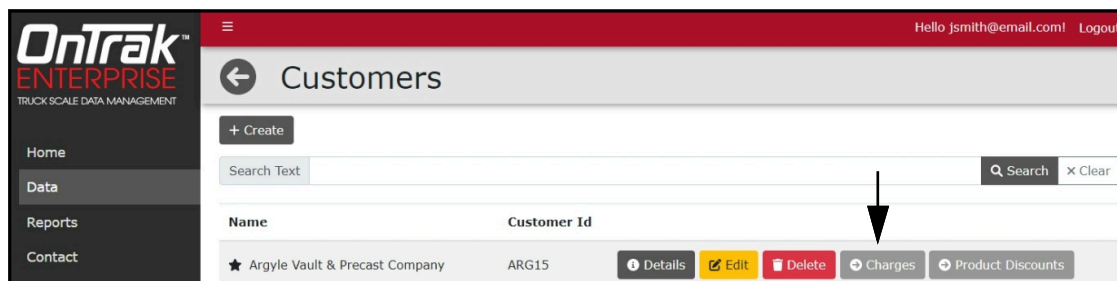 OnTrak™
ENTERPRISE
TRUCK SCALE DATA MANAGEMENT
Home
Data
Reports
Contact
Hello jsmith@email.com! Logout
Customers
+ Create
Search Text Search × Clear
Name Customer Id
Argyle Vault & Precast Company ARG15 Details Edit Delete Charges Product Discounts